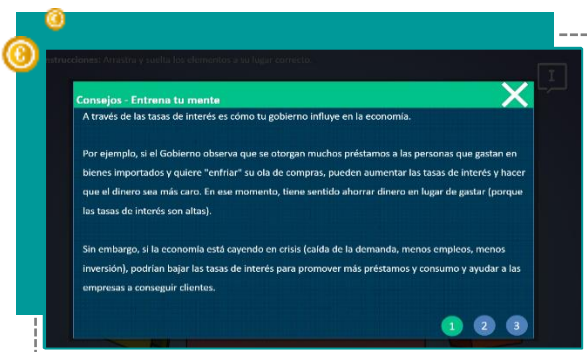 Instrucciones: Arrastra y suelta los elementos a su lugar correcto.
Consejos - Entrena tu mente
A través de las tasas de interés es cómo tu gobierno influye en la economía.
Por ejemplo, si el Gobierno observa que se otorgan muchos préstamos a las personas que gastan en
bienes importados y quiere "enfriar" su ola de compras, pueden aumentar las tasas de interés y hacer
que el dinero sea más caro. En ese momento, tiene sentido ahorrar dinero en lugar de gastar (porque
las tasas de interés son altas).
Sin embargo, si la economía está cayendo en crisis (caída de la demanda, menos empleos, menos
inversión), podrían bajar las tasas de interés para promover más préstamos y consumo y ayudar a las
empresas a conseguir clientes.
1 2 3